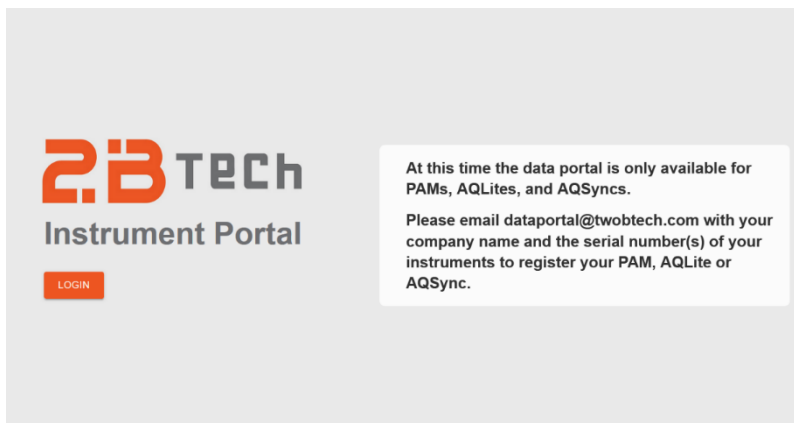 2B Tech
Instrument Portal
LOGIN
At this time the data portal is only available for
PAMs, AQLites, and AQSyncs.
Please email dataportal@twobtech.com with your
company name and the serial number(s) of your
instruments to register your PAM, AQLite or
AQSync.